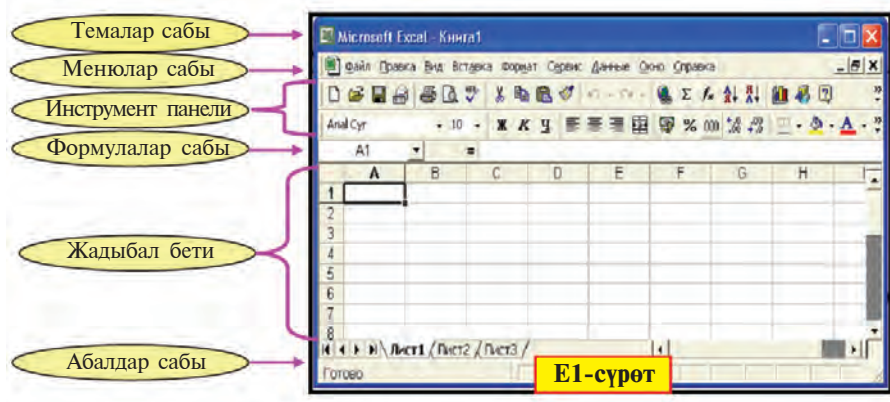 Темалар сабы
Менюлар сабы
Инструмент панели
Формулалар сабы
Жадыбал бети
Абалдар сабы
Microsoft Excel - Книга1
Файл Правка Вид Вставка Формат Сервис Данные Окно Справка
Arial Cyr 10 Ж К Ч % 000
A1 =
A B C D E F G H
1
2
3
4
5
6
7
8
Лист1 Лист2 Лист3
Готово
Е1-сүрөт